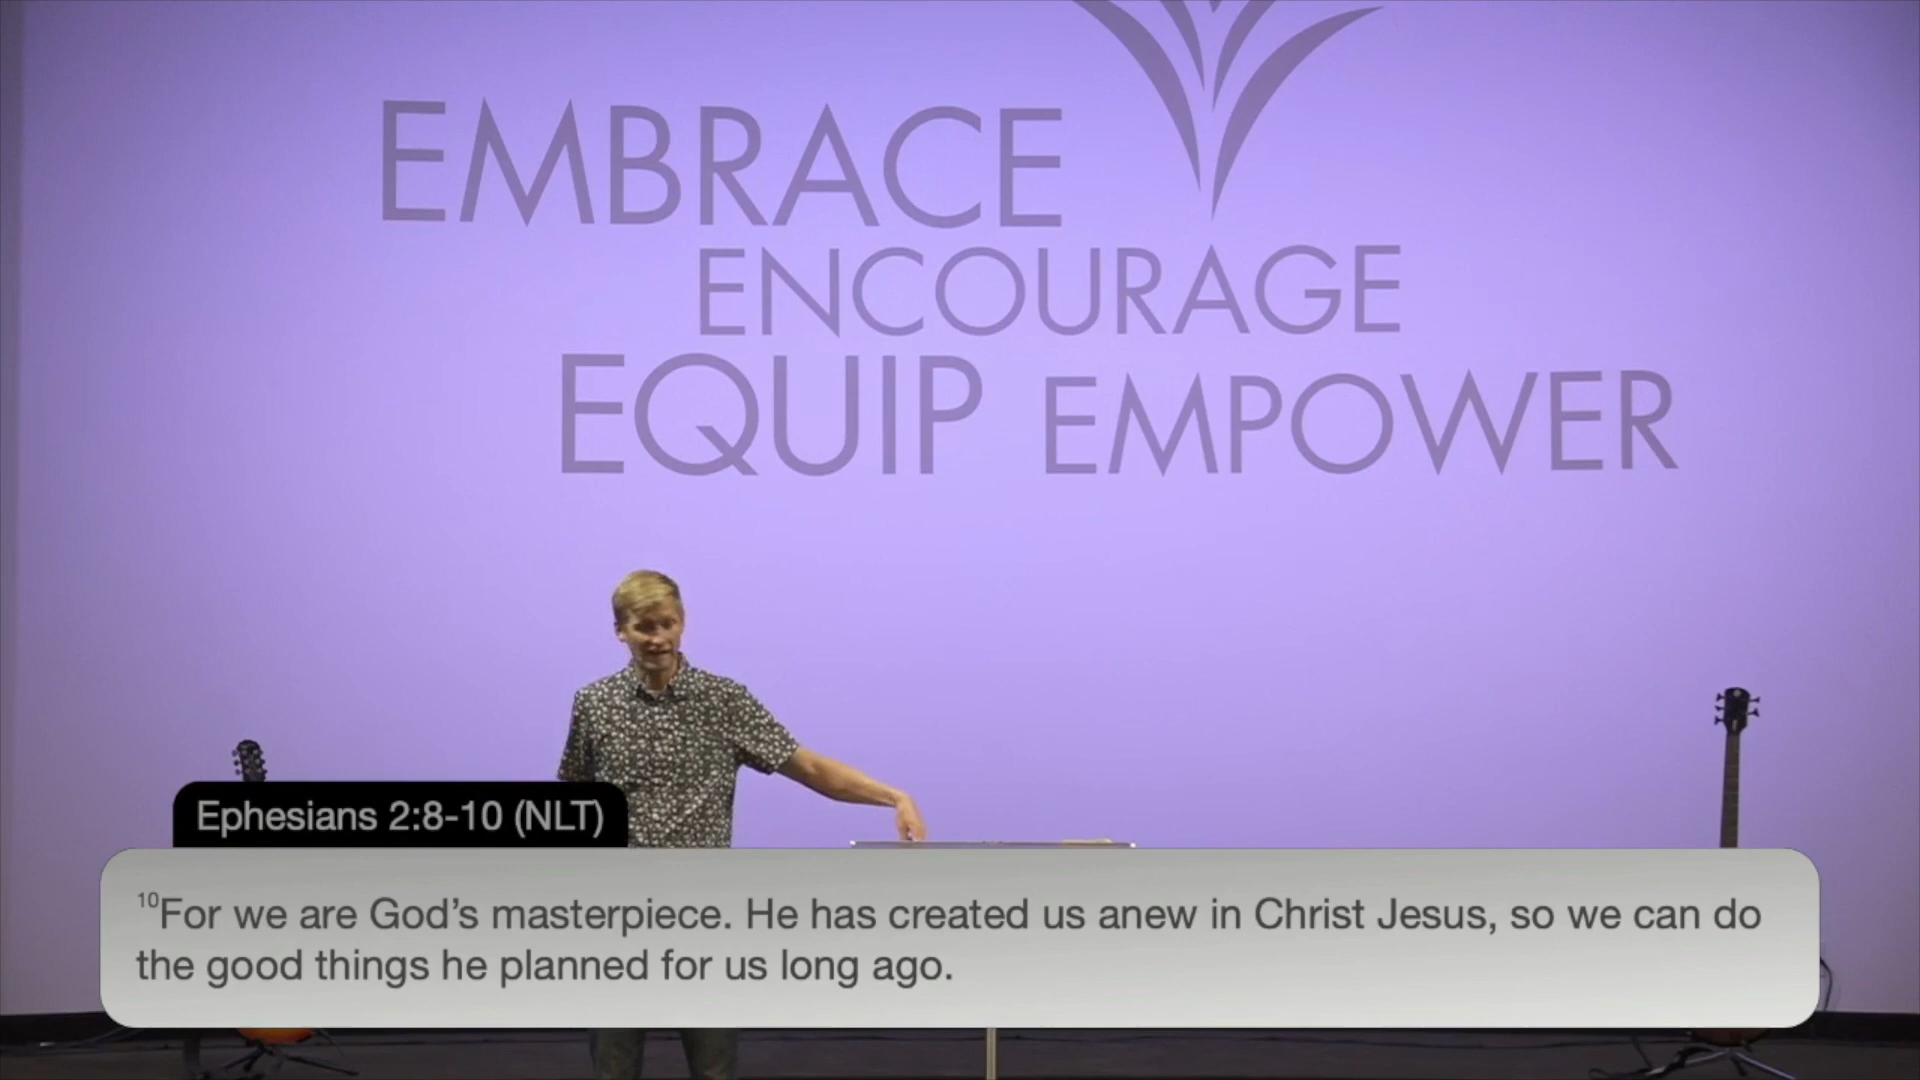 EMBRACE
ENCOURAGE
EQUIP EMPOWER
Ephesians 2:8-10 (NLT)
10For we are God’s masterpiece. He has created us anew in Christ Jesus, so we can do
the good things he planned for us long ago.